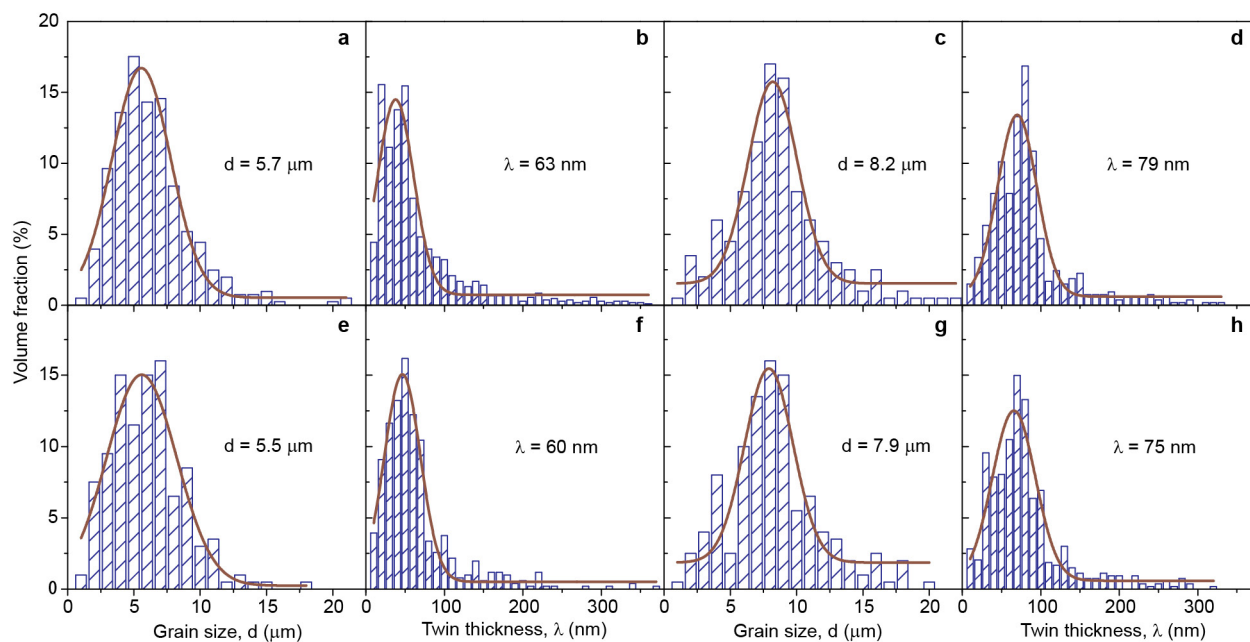 Volume fraction (%)
20
15
10
5
0
a
d = 5.7 μm
b
λ = 63 nm
c
d = 8.2 μm
d
λ = 79 nm
15
10
5
0
e
d = 5.5 μm
f
λ = 60 nm
g
d = 7.9 μm
h
λ = 75 nm
0 5 10 15 20
0 100 200 300
5 10 15 20
0 100 200 300
Grain size, d (μm)
Twin thickness, λ (nm)
Grain size, d (μm)
Twin thickness, λ (nm)